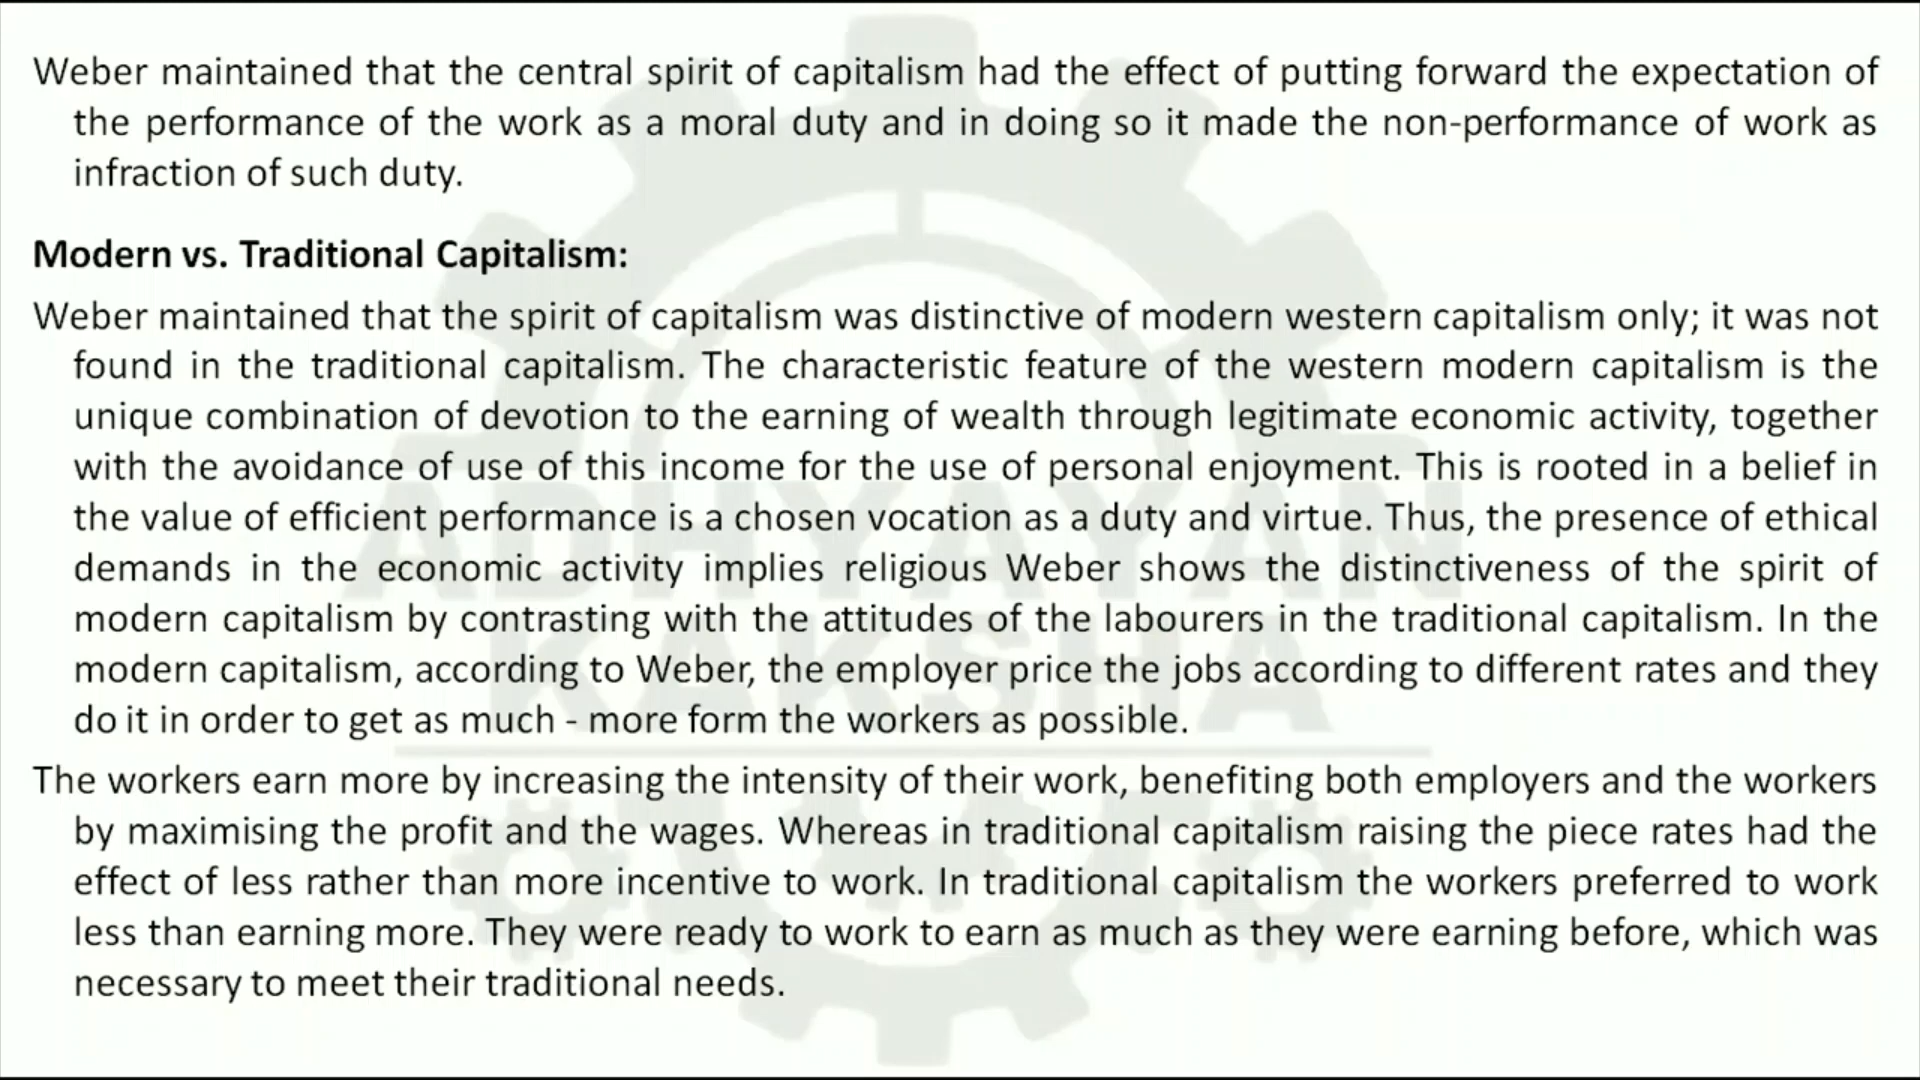 Weber maintained that the central spirit of capitalism had the effect of putting forward the expectation of
the performance of the work as a moral duty and in doing so it made the non-performance of work as
infraction of such duty.
Modern vs. Traditional Capitalism:
Weber maintained that the spirit of capitalism was distinctive of modern western capitalism only; it was not
found in the traditional capitalism. The characteristic feature of the western modern capitalism is the
unique combination of devotion to the earning of wealth through legitimate economic activity, together
with the avoidance of use of this income for the use of personal enjoyment. This is rooted in a belief in
the value of efficient performance is a chosen vocation as a duty and virtue. Thus, the presence of ethical
demands in the economic activity implies religious Weber shows the distinctiveness of the spirit of
modern capitalism by contrasting with the attitudes of the labourers in the traditional capitalism. In the
modern capitalism, according to Weber, the employer price the jobs according to different rates and they
do it in order to get as much - more form the workers as possible.
The workers earn more by increasing the intensity of their work, benefiting both employers and the workers
by maximising the profit and the wages. Whereas in traditional capitalism raising the piece rates had the
effect of less rather than more incentive to work. In traditional capitalism the workers preferred to work
less than earning more. They were ready to work to earn as much as they were earning before, which was
necessary to meet their traditional needs.
ADHYAYAN
KAKSHA